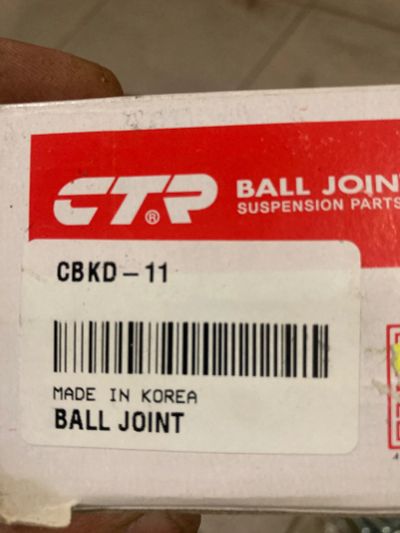 CTR®
BALL JOIN
SUSPENSION PARTS
CBKD-11
MADE IN KOREA
BALL JOINT